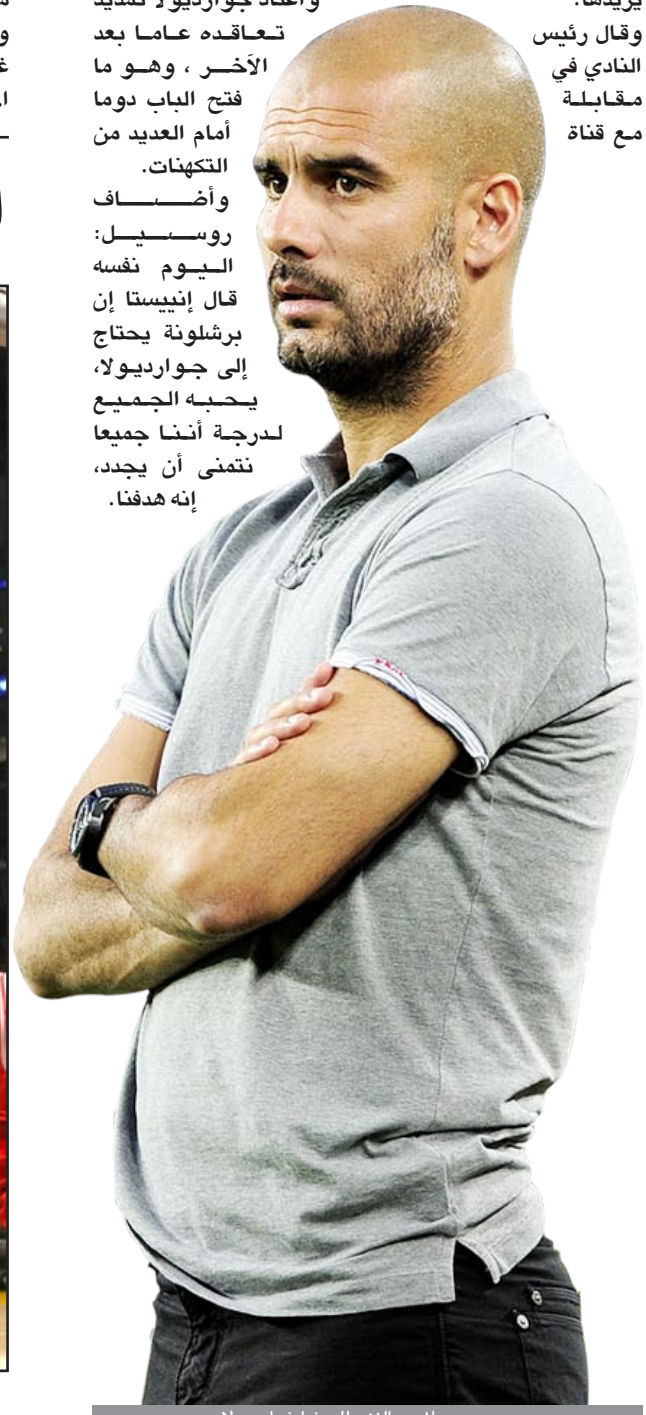 يريدها.
وقال رئيس
النادي في
مقابلة
مع قناة
واعتاد جوارديولا تمديد
تعاقده عاما بعد
الآخر ، وهو ما
فتح الباب دوما
أمام العديد من
التكهنات.
وأضاف
روسيل:
اليوم نفسه
قال إنييستا إن
برشلونة يحتاج
إلى جوارديولا،
يحبه الجميع
لدرجة أننا جميعا
نتمنى أن يجدد،
إنه هدفنا.